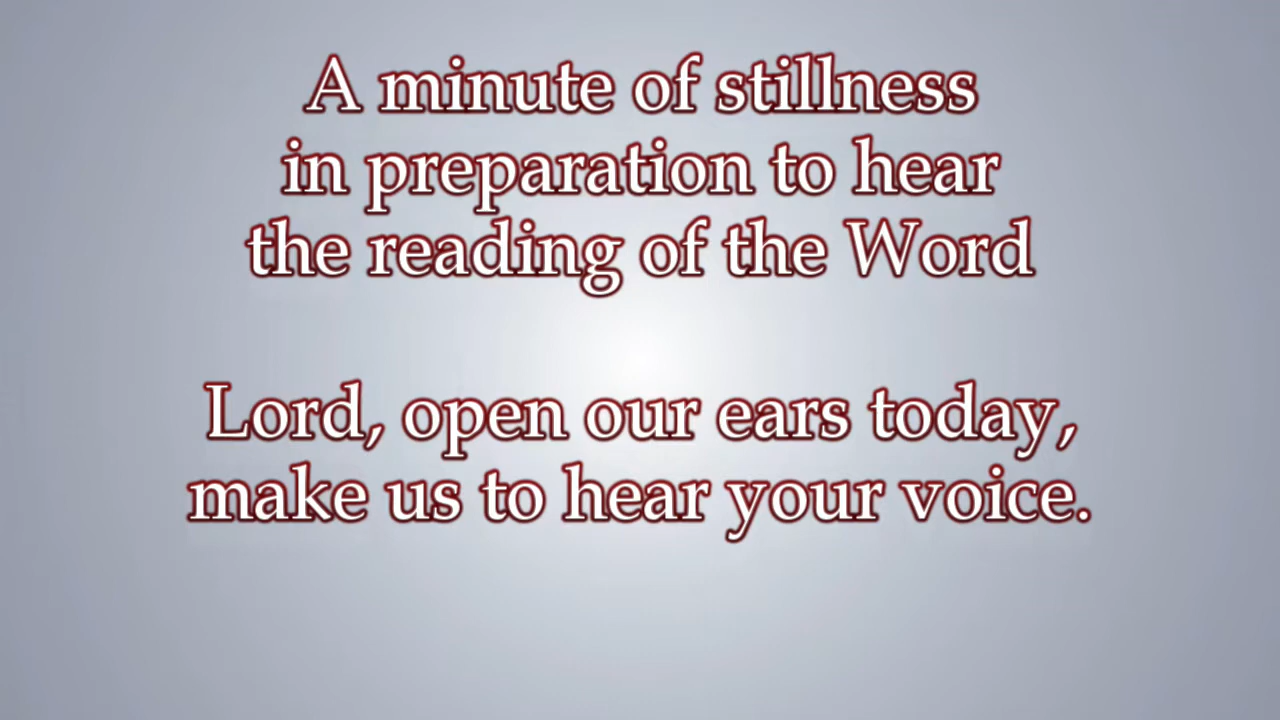 A minute of stillness
in preparation to hear
the reading of the Word
Lord, open our ears today,
make us to hear your voice.